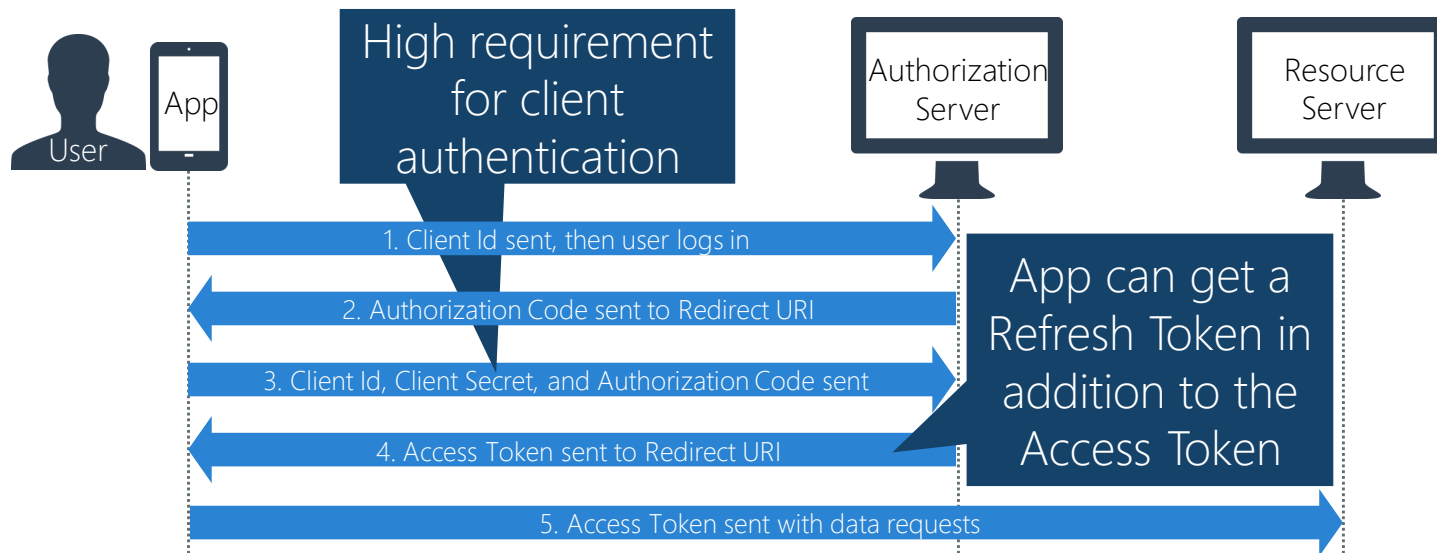 User
App
High requirement
for client
authentication
Authorization
Server
Resource
Server
1. Client Id sent, then user logs in
2. Authorization Code sent to Redirect URI
3. Client Id, Client Secret, and Authorization Code sent
4. Access Token sent to Redirect URI
App can get a
Refresh Token in
addition to the
Access Token
5. Access Token sent with data requests